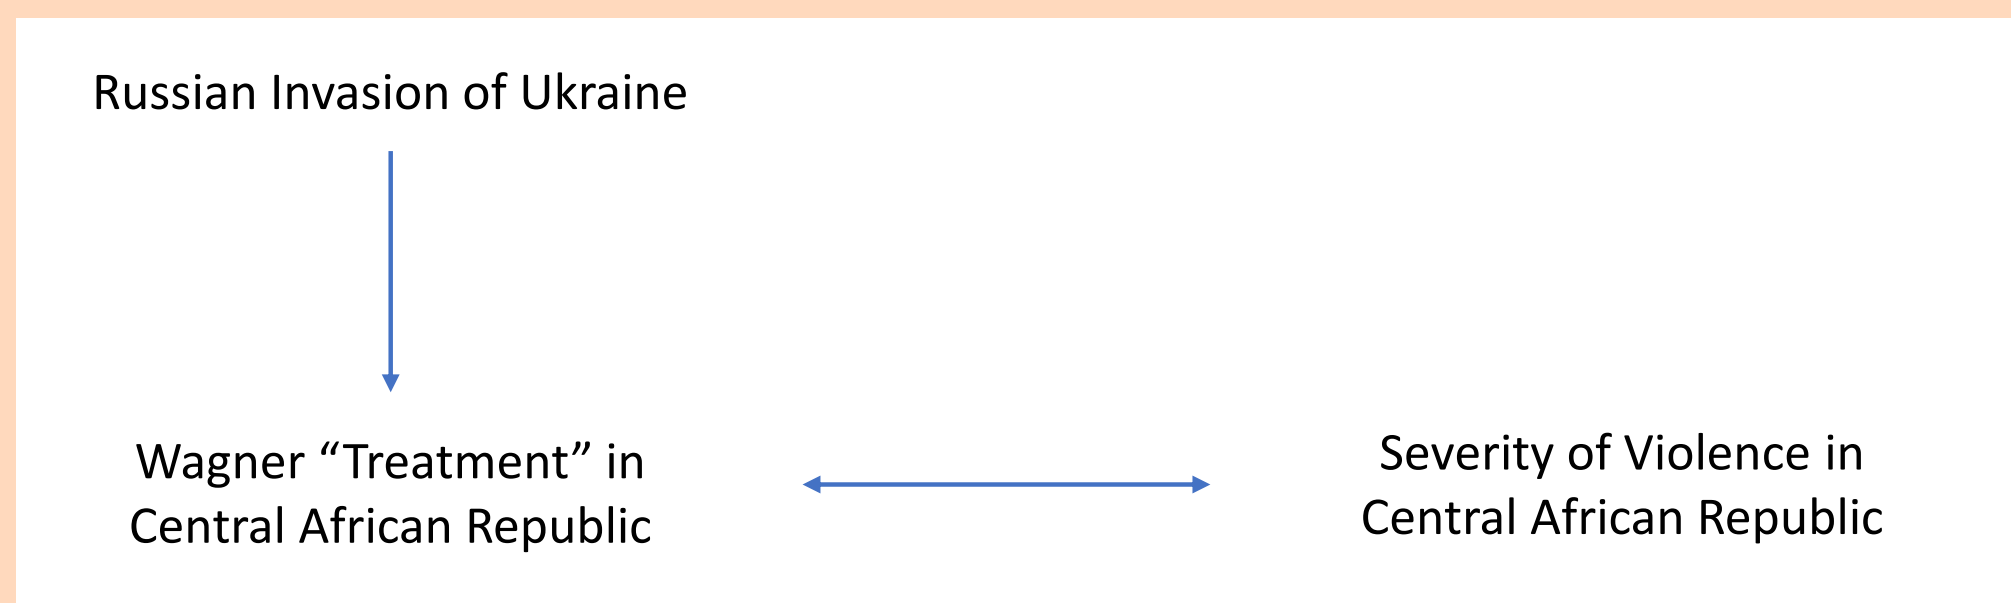 Russian Invasion of Ukraine
Wagner “Treatment” in
Central African Republic
Severity of Violence in
Central African Republic